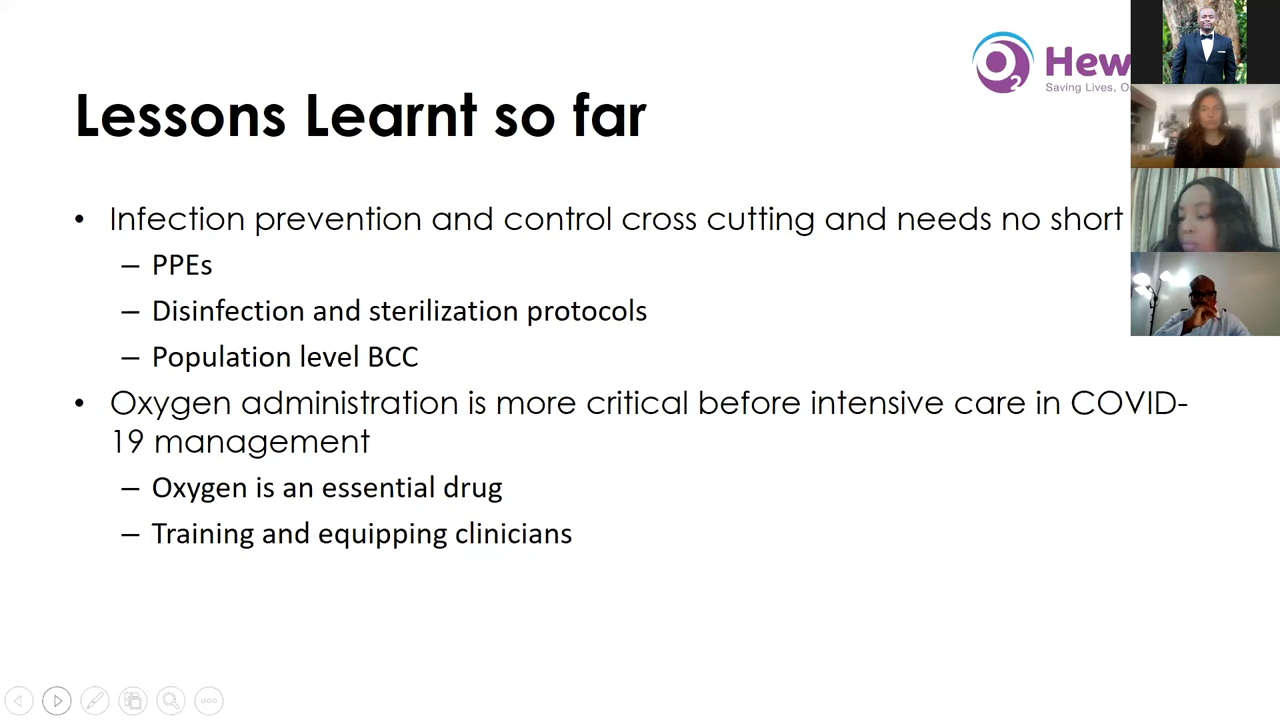 Hew
Saving Lives, O
Lessons Learnt so far
• Infection prevention and control cross cutting and needs no short
– PPEs
– Disinfection and sterilization protocols
– Population level BCC
• Oxygen administration is more critical before intensive care in COVID-
19 management
– Oxygen is an essential drug
– Training and equipping clinicians